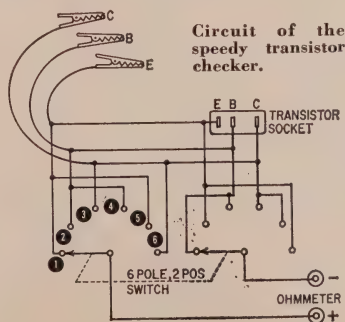 C
B
E
Circuit of the
speedy transistor
checker.
E B C
TRANSISTOR
SOCKET
3
4
2
5
1
6
6 POLE, 2 POS
SWITCH
−
OHMMETER
+